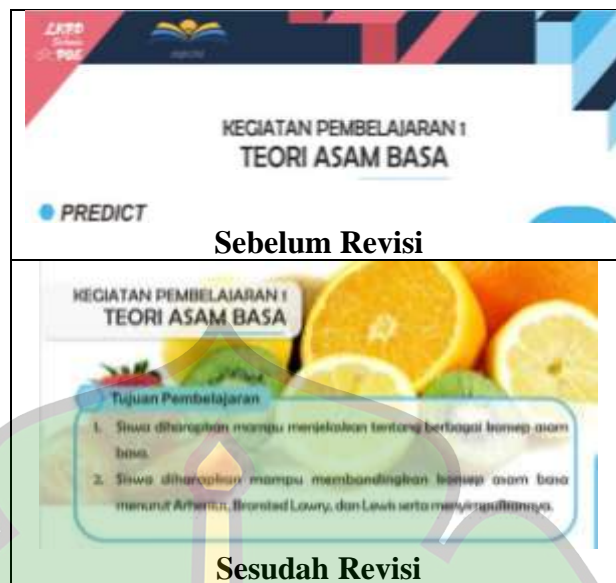 LKPD
POE
KEGIATAN PEMBELAJARAN 1
TEORI ASAM BASA
PREDICT
Sebelum Revisi
KEGIATAN PEMBELAJARAN 1
TEORI ASAM BASA
Tujuan Pembelajaran
1. Siswa diharapkan mampu menjelaskan tentang berbagai konsep asam
basa.
2. Siswa diharapkan mampu membandingkan konsep asam basa
menurut Arhenius, Bronsted Lowry, dan Lewis serta menyimpulkannya.
Sesudah Revisi